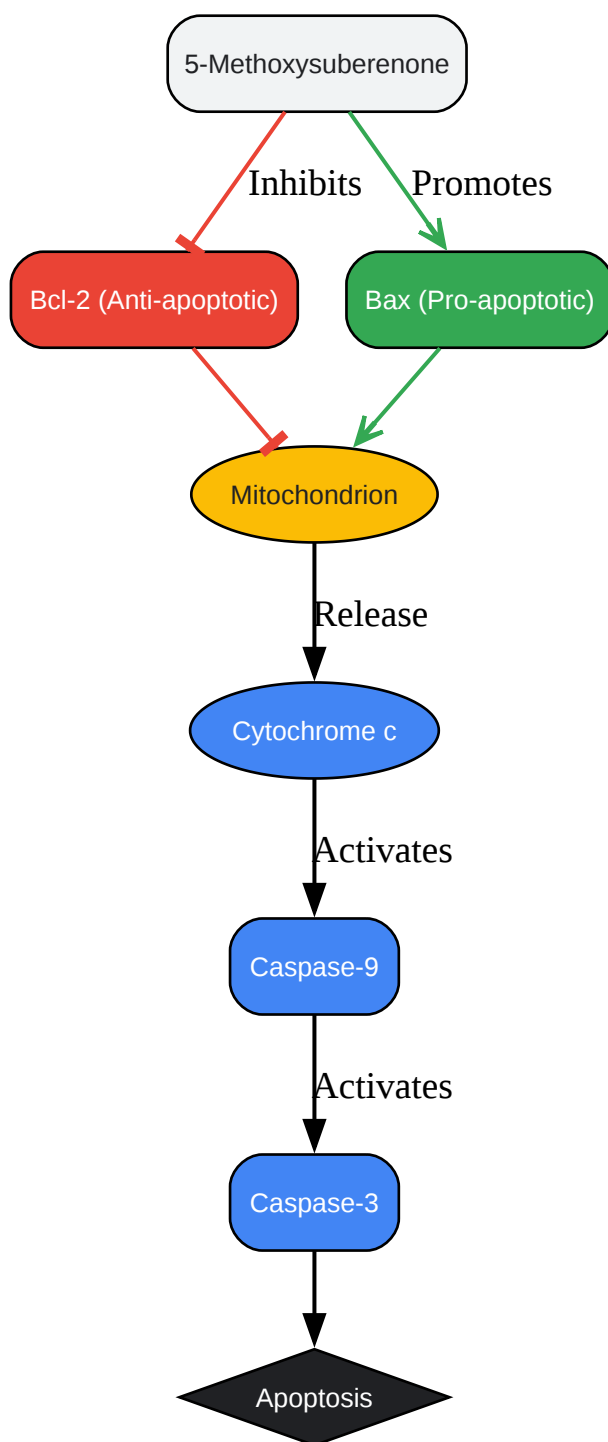 5-Methoxysuberenone
Inhibits
Promotes
Bcl-2 (Anti-apoptotic)
Bax (Pro-apoptotic)
Mitochondrion
Release
Cytochrome c
Activates
Caspase-9
Activates
Caspase-3
Apoptosis